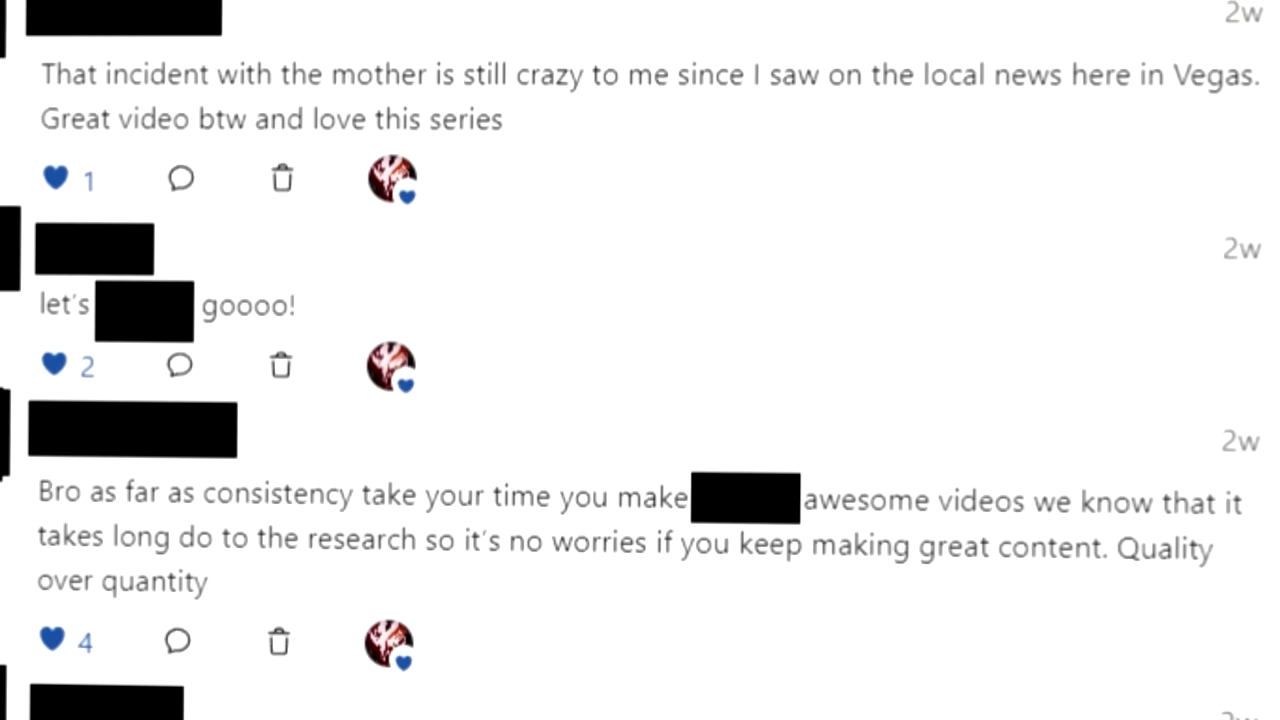 2w
That incident with the mother is still crazy to me since I saw on the local news here in Vegas.
Great video btw and love this series
1
2w
let's goooo!
2
2w
Bro as far as consistency take your time you make awesome videos we know that it
takes long do to the research so it's no worries if you keep making great content. Quality
over quantity
4
2w